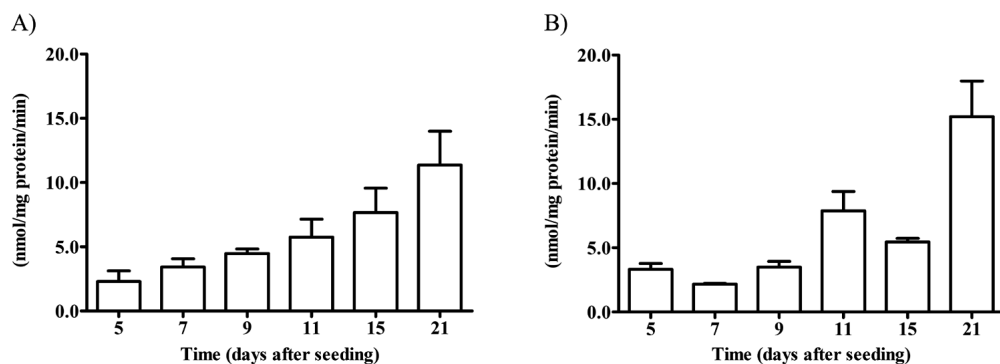 A)
(nmol/mg protein/min)
20.0
15.0
10.0
5.0
0.0
5 7 9 11 15 21
Time (days after seeding)
B)
(nmol/mg protein/min)
20.0
15.0
10.0
5.0
0.0
5 7 9 11 15 21
Time (days after seeding)